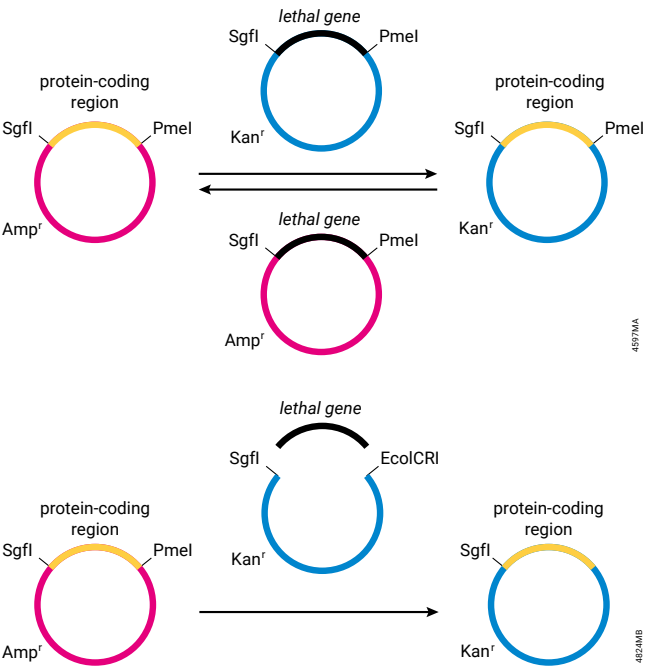 lethal gene
SgfI
PmeI
Kanʳ
protein-coding
region
SgfI
PmeI
Ampʳ
protein-coding
region
SgfI
PmeI
Kanʳ
lethal gene
SgfI
PmeI
Ampʳ
4597MA
lethal gene
SgfI
EcoICRI
Kanʳ
protein-coding
region
SgfI
PmeI
Ampʳ
protein-coding
region
SgfI
Kanʳ
4824MB